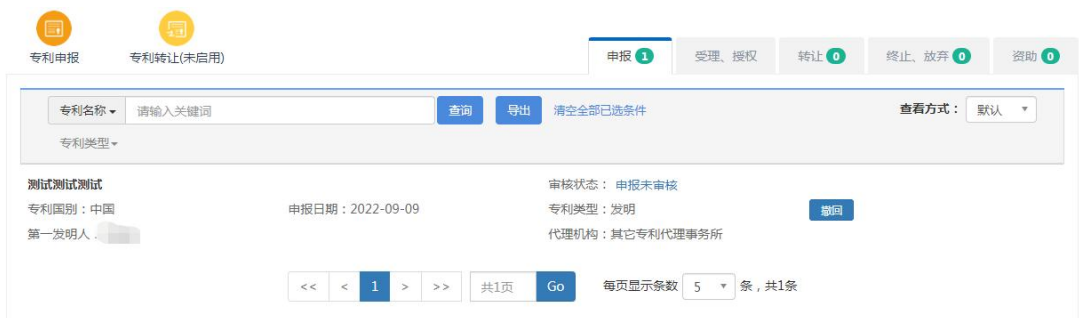 专利申报 专利转让(未启用)
申报 1 受理、授权 转让 0 终止、放弃 0 资助 0
专利名称 请输入关键词 查询 导出 清空全部已选条件 查看方式： 默认
专利类型
测试测试测试 审核状态： 申报未审核
专利国别：中国 申报日期：2022-09-09 专利类型：发明 撤回
第一发明人 代理机构：其它专利代理事务所
<< < 1 > >> 共1页 Go 每页显示条数 5 条，共1条